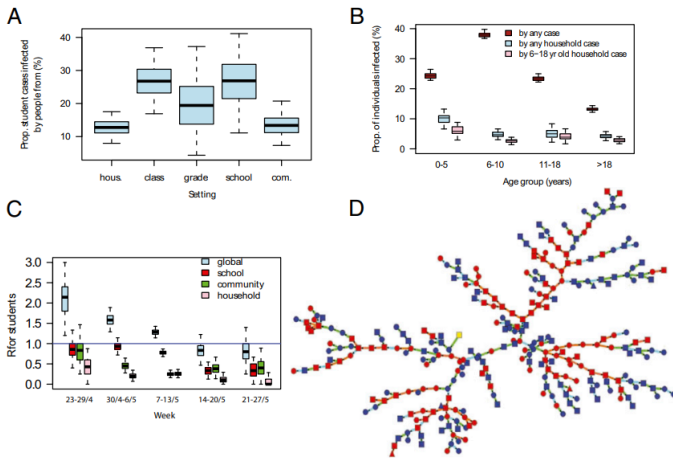 A
Prop. student cases infected
by people from (%)
40
30
20
10
hous. class grade school com.
Setting
B
Prop. of individuals infected (%)
40
30
20
10
0
by any case
by any household case
by 6-18 yr old household case
0-5 6-10 11-18 >18
Age group (years)
C
Rfor students
3.0
2.5
2.0
1.5
1.0
0.5
0.0
global
school
community
household
23-29/4 30/4-6/5 7-13/5 14-20/5 21-27/5
Week
D